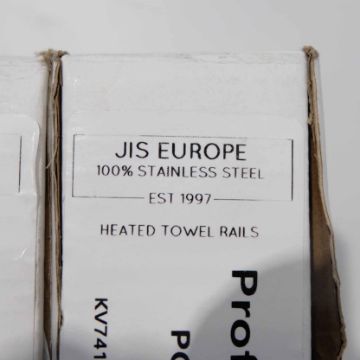 JIS EUROPE
100% STAINLESS STEEL
EST 1997
HEATED TOWEL RAILS